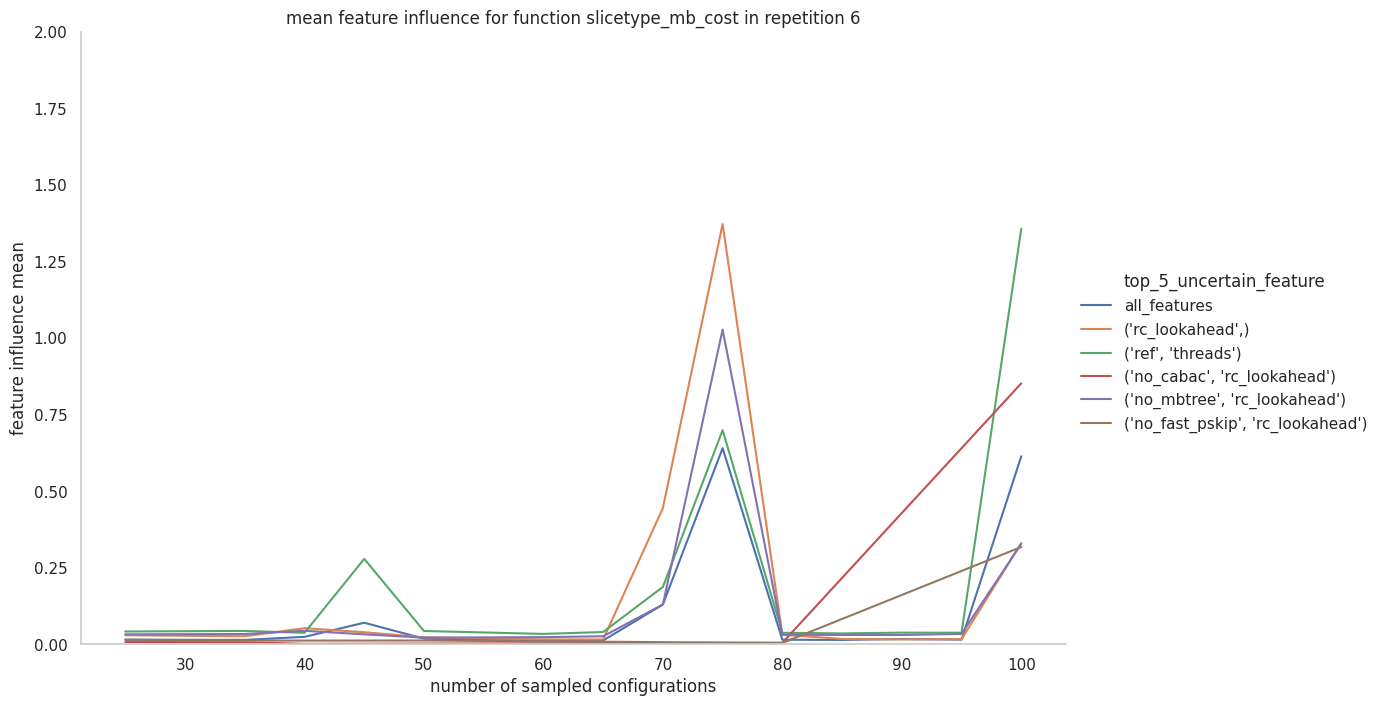 mean feature influence for function slicetype_mb_cost in repetition 6
2.00
1.75
1.50
1.25
1.00
0.75
0.50
0.25
0.00
feature influence mean
30 40 50 60 70 80 90 100
number of sampled configurations
top_5_uncertain_feature
all_features
('rc_lookahead',)
('ref', 'threads')
('no_cabac', 'rc_lookahead')
('no_mbtree', 'rc_lookahead')
('no_fast_pskip', 'rc_lookahead')